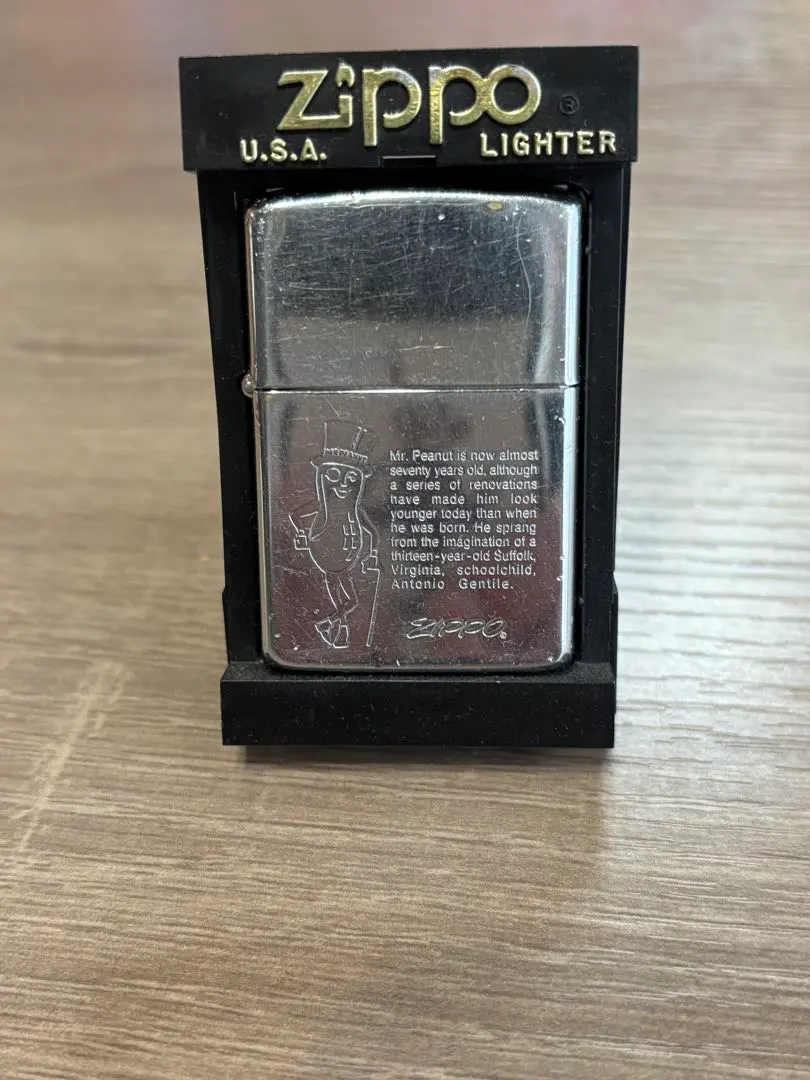 Zippo ®
U.S.A. LIGHTER
MR.PEANUT
Mr. Peanut is now almost
seventy years old, although
a series of renovations
have made him look
younger today than when
he was born. He sprang
from the imagination of a
thirteen-year-old Suffolk,
Virginia, schoolchild,
Antonio Gentile.
ZIPPO®